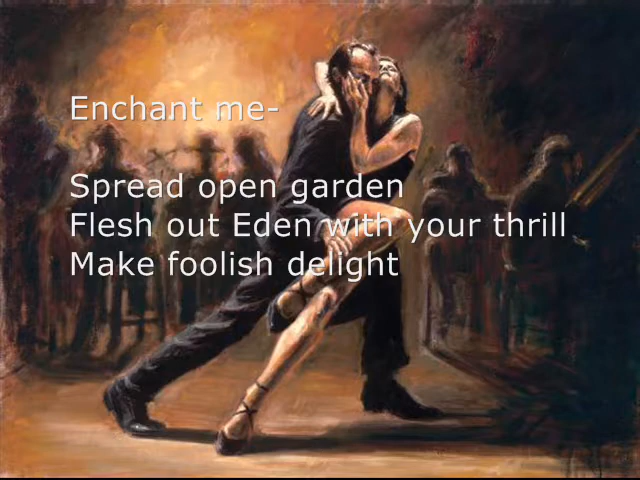 Enchant me-
Spread open garden
Flesh out Eden with your thrill
Make foolish delight